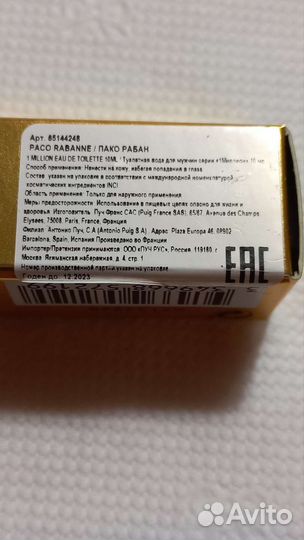 Арт. 65144248
PACO RABANNE / ПАКО РАБАН
1 MILLION EAU DE TOILETTE 10ML / Туалетная вода для мужчин серии «1Миллион» 10 мл
Способ применения: Нанести на кожу, избегая попадания в глаза
Состав: указан на упаковке в соответствии с международной номенклатурой
косметических ингредиентов INCI
Область применения: Только для наружного применения
Меры предосторожности: Использование в пищевых целях опасно для жизни и
здоровья. Изготовитель: Пуч Франс САС (Puig France SAS), 65/67, Avenue des Champs
Elysees, 75008, Paris, France, Франция
Филиал: Антонио Пуч, С.А (Antonio Puig S.A), Адрес: Plaza Europa 46, 08902
Barcelona, Spain, Испания Произведено во Франции
Импортер/Претензии принимаются: ООО «ПУЧ РУС», Россия, 119180, г.
Москва, Якиманская набережная, д. 4, стр. 1
Номер производственной партии указан на упаковке
Годен до: 12.2023
EAC
Avito